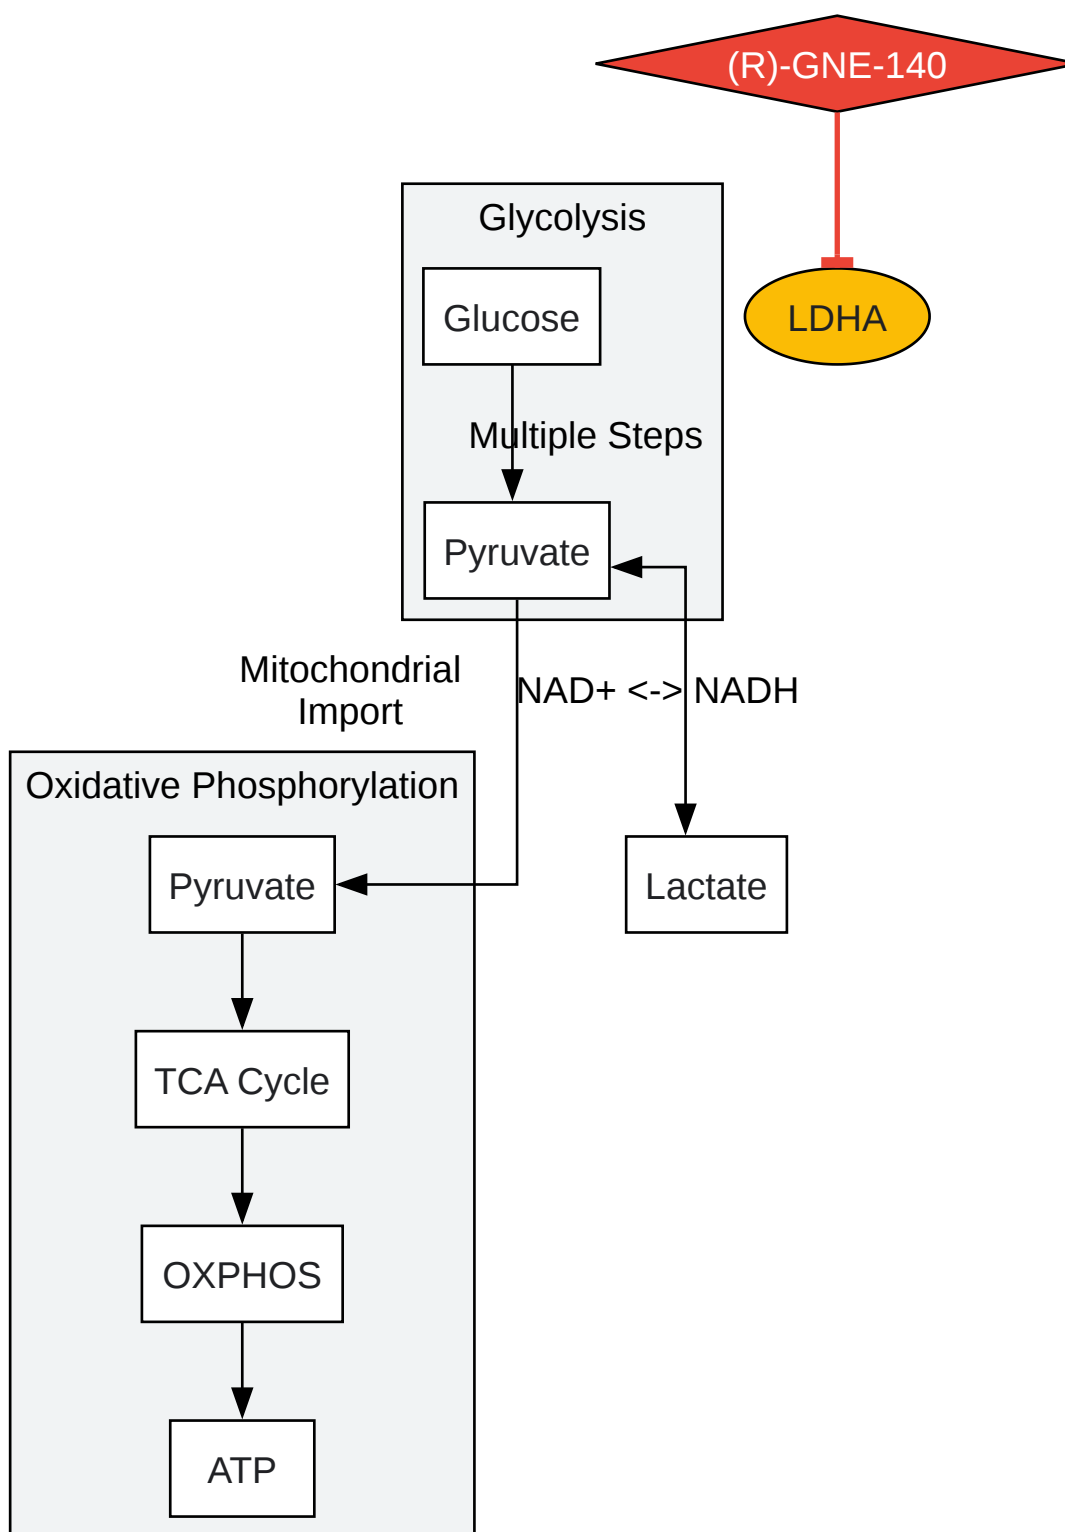 (R)-GNE-140
Glycolysis
Glucose
LDHA
Multiple Steps
Pyruvate
Mitochondrial
Import
NAD+ <-> NADH
Oxidative Phosphorylation
Pyruvate
Lactate
TCA Cycle
OXPHOS
ATP